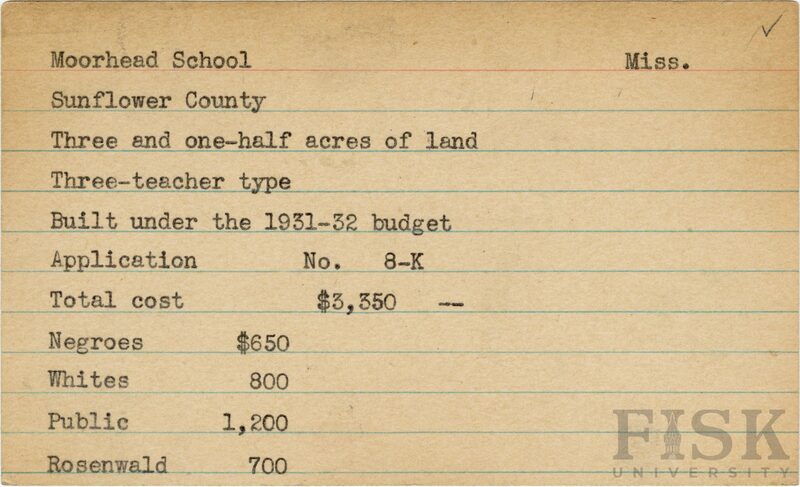 Moorhead School Miss.
Sunflower County
Three and one-half acres of land
Three-teacher type
Built under the 1931-32 budget
Application No. 8-K
Total cost $3,350 --
Negroes $650
Whites 800
Public 1,200
Rosenwald 700
FISK
UNIVERSITY